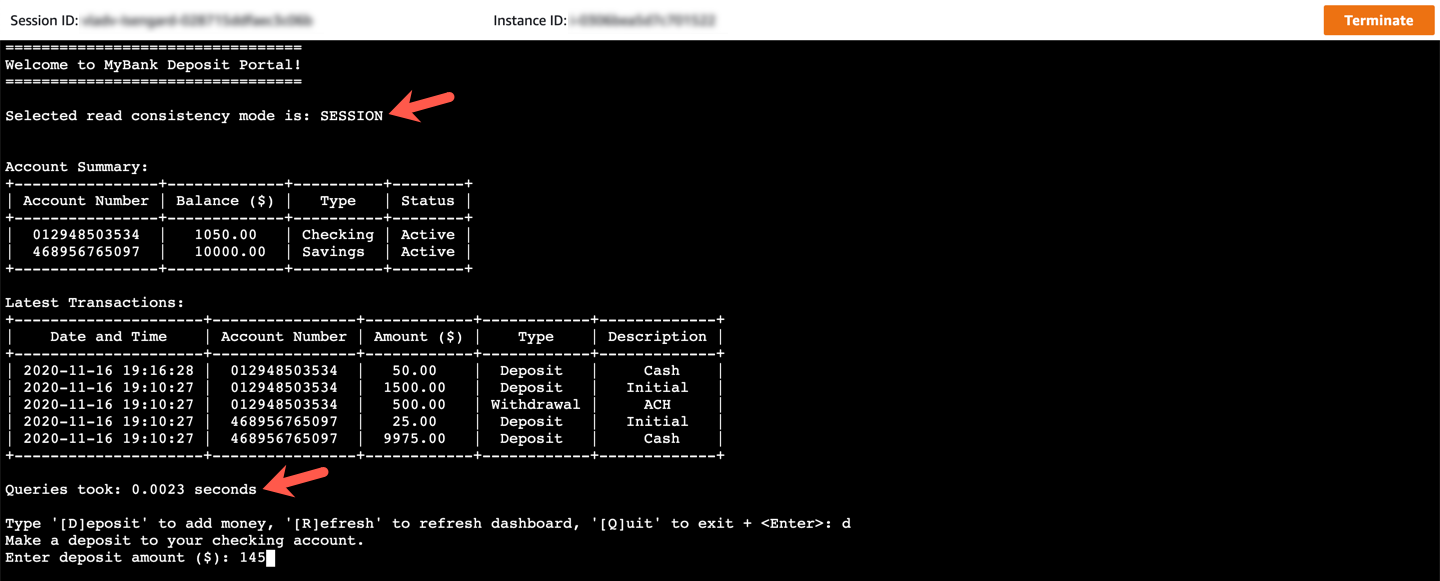 Session ID: Instance ID: Terminate
==================================
Welcome to MyBank Deposit Portal!
==================================
Selected read consistency mode is: SESSION
Account Summary:
+----------------+-------------+----------+--------+
| Account Number | Balance ($) | Type | Status |
+----------------+-------------+----------+--------+
| 012948503534 | 1050.00 | Checking | Active |
| 468956765097 | 10000.00 | Savings | Active |
+----------------+-------------+----------+--------+
Latest Transactions:
+---------------------+----------------+------------+------------+-------------+
| Date and Time | Account Number | Amount ($) | Type | Description |
+---------------------+----------------+------------+------------+-------------+
| 2020-11-16 19:16:28 | 012948503534 | 50.00 | Deposit | Cash |
| 2020-11-16 19:10:27 | 012948503534 | 1500.00 | Deposit | Initial |
| 2020-11-16 19:10:27 | 012948503534 | 500.00 | Withdrawal | ACH |
| 2020-11-16 19:10:27 | 468956765097 | 25.00 | Deposit | Initial |
| 2020-11-16 19:10:27 | 468956765097 | 9975.00 | Deposit | Cash |
+---------------------+----------------+------------+------------+-------------+
Queries took: 0.0023 seconds
Type '[D]eposit' to add money, '[R]efresh' to refresh dashboard, '[Q]uit' to exit + <Enter>: d
Make a deposit to your checking account.
Enter deposit amount ($): 145